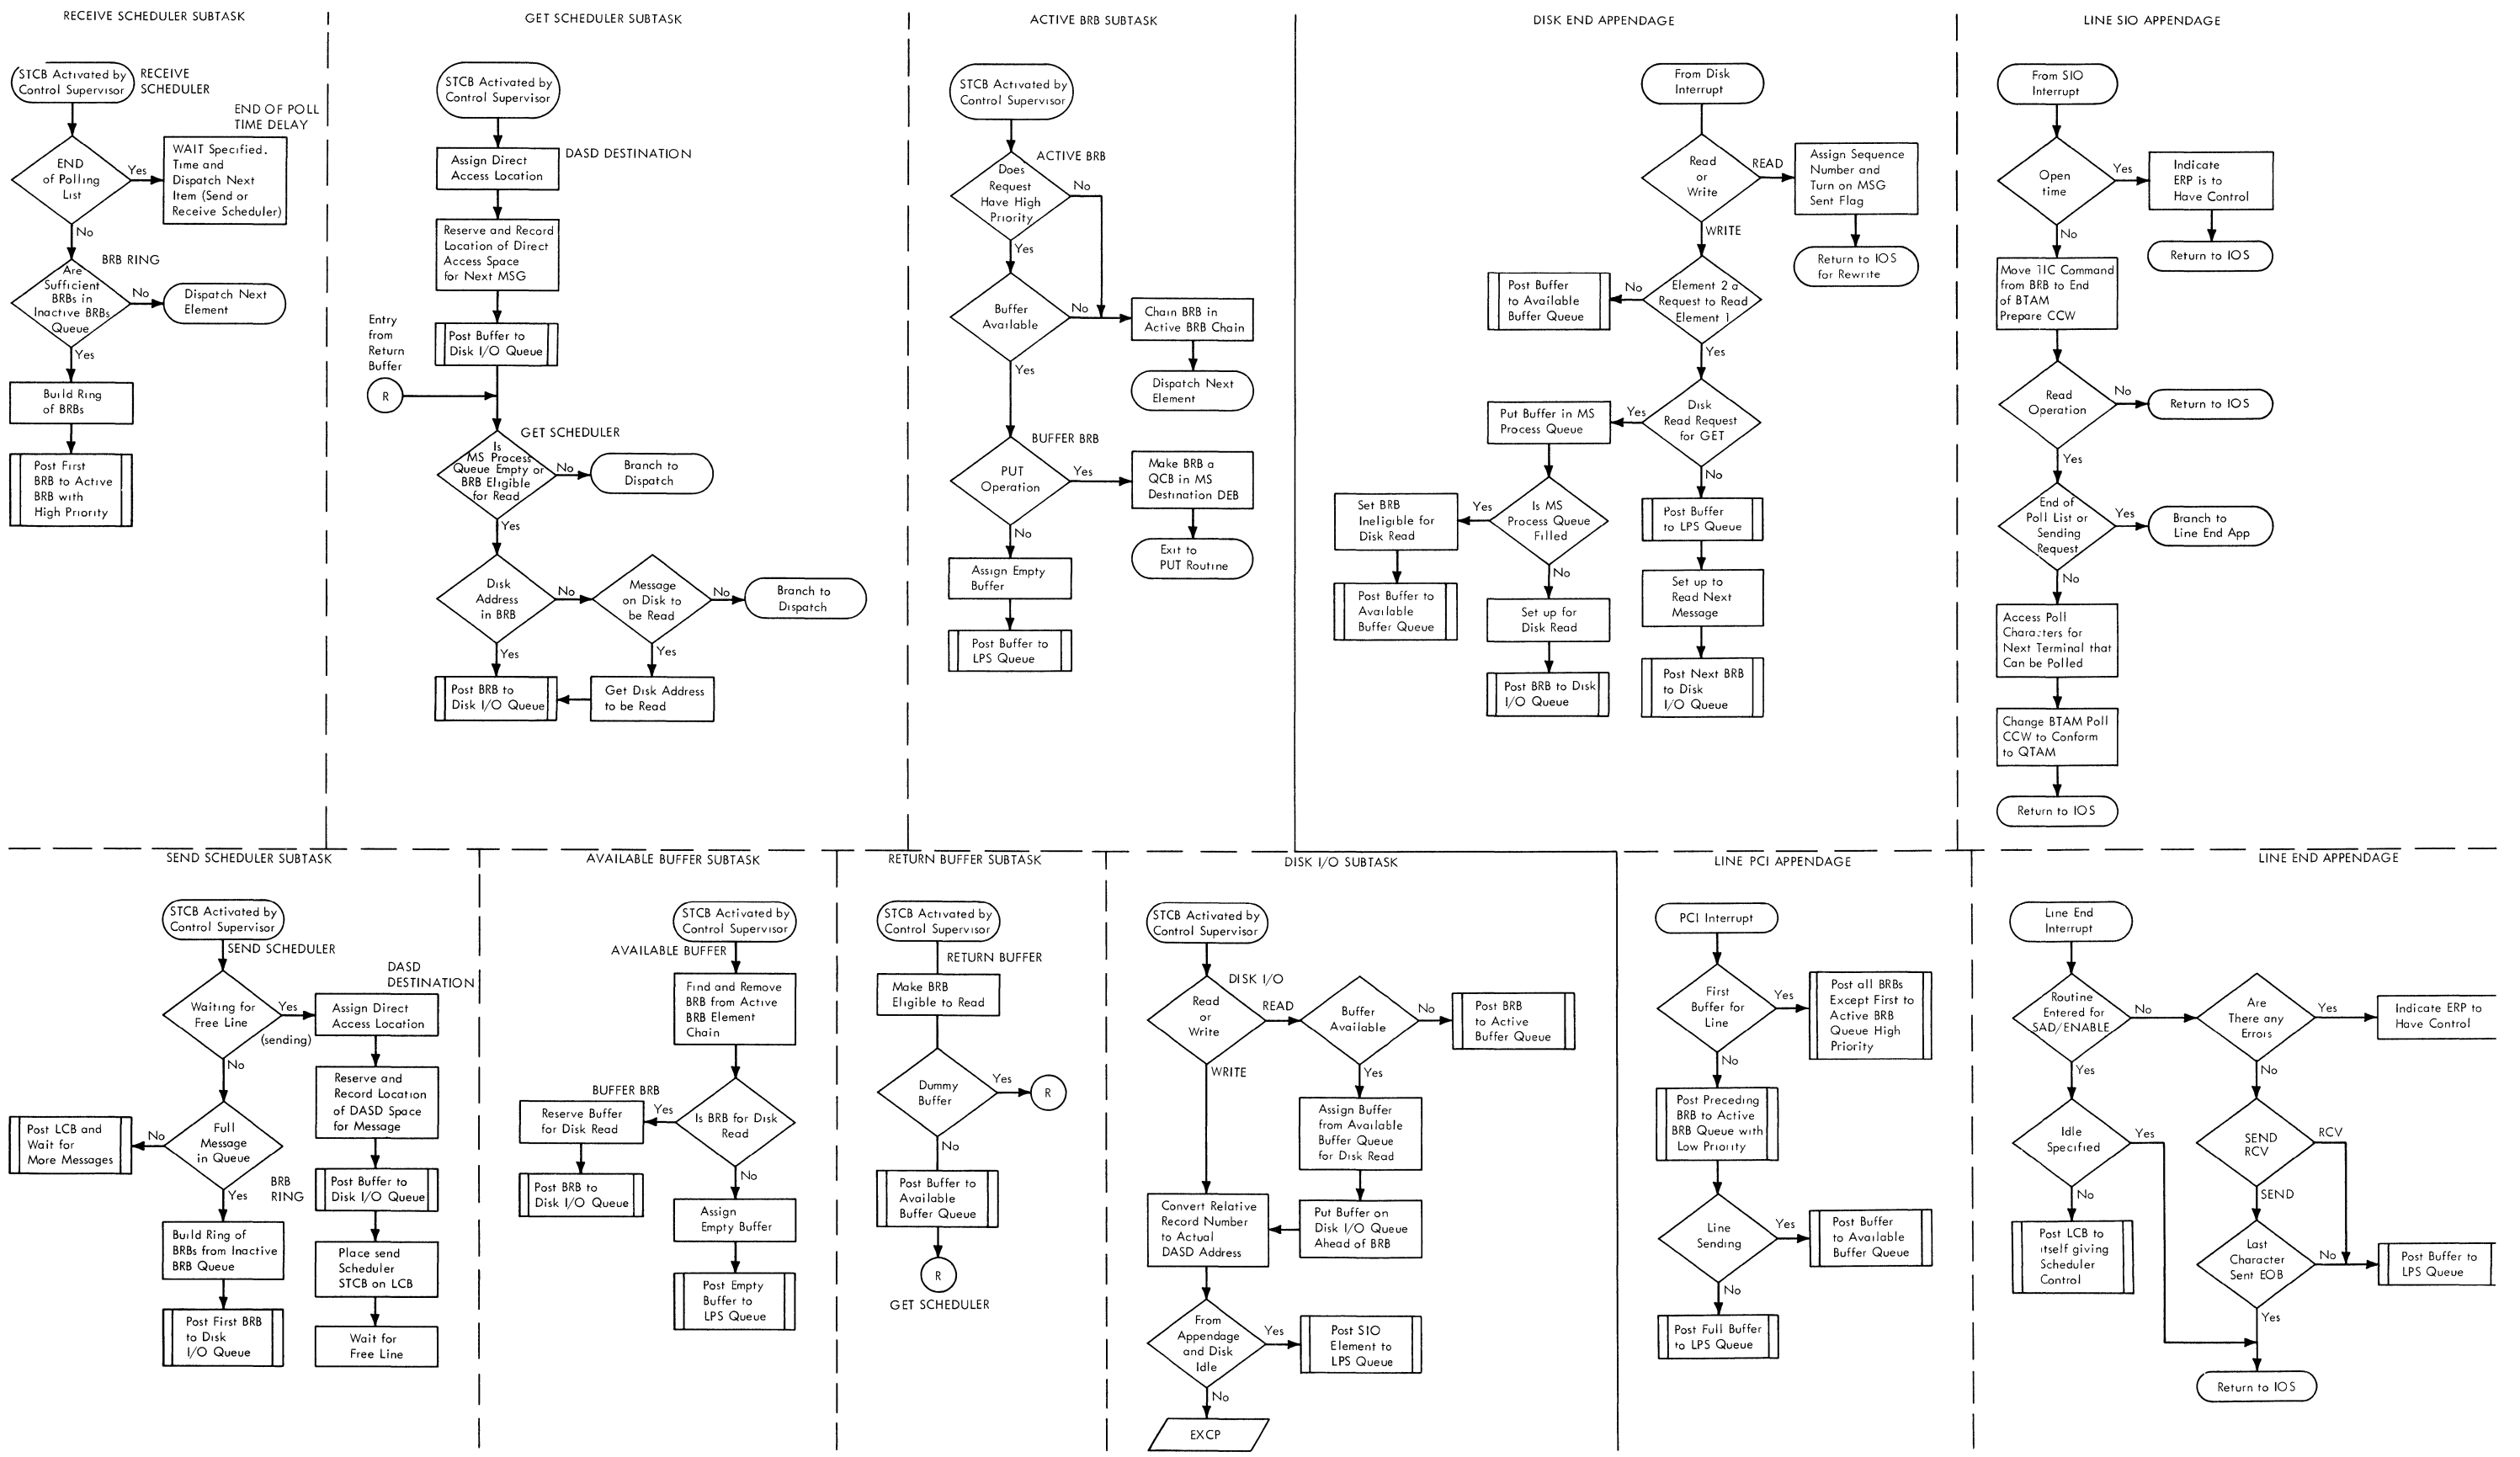 RECEIVE SCHEDULER SUBTASK
STCB Activated by
Control Supervisor
RECEIVE
SCHEDULER
END OF POLL
TIME DELAY
END
of Polling
List
Yes
WAIT Specified.
Time and
Dispatch Next
Item (Send or
Receive Scheduler)
No
BRB RING
Are
Sufficient
BRBs in
Inactive BRBs
Queue
No
Dispatch Next
Element
Yes
Build Ring
of BRBs
Post First
BRB to Active
BRB with
High Priority
GET SCHEDULER SUBTASK
STCB Activated by
Control Supervisor
Assign Direct
Access Location
DASD DESTINATION
Reserve and Record
Location of Direct
Access Space
for Next MSG
Post Buffer to
Disk I/O Queue
Entry
from
Return
Buffer
R
GET SCHEDULER
Is
MS Process
Queue Empty or
BRB Eligible
for Read
No
Branch to
Dispatch
Yes
Disk
Address
in BRB
No
Message
on Disk to
be Read
No
Branch to
Dispatch
Yes
Yes
Post BRB to
Disk I/O Queue
Get Disk Address
to be Read
ACTIVE BRB SUBTASK
STCB Activated by
Control Supervisor
ACTIVE BRB
Does
Request
Have High
Priority
No
Yes
Buffer
Available
No
Chain BRB in
Active BRB Chain
Dispatch Next
Element
Yes
BUFFER BRB
PUT
Operation
Yes
Make BRB a
QCB in MS
Destination DEB
Exit to
PUT Routine
No
Assign Empty
Buffer
Post Buffer to
LPS Queue
DISK END APPENDAGE
From Disk
Interrupt
Read
or
Write
READ
Assign Sequence
Number and
Turn on MSG
Sent Flag
Return to IOS
for Rewrite
WRITE
Element 2 a
Request to Read
Element 1
No
Post Buffer
to Available
Buffer Queue
Yes
Disk
Read Request
for GET
Yes
Put Buffer in MS
Process Queue
No
Is MS
Process Queue
Filled
Yes
Set BRB
Ineligible for
Disk Read
Post Buffer to
Available
Buffer Queue
No
Set up for
Disk Read
Post BRB to Disk
I/O Queue
Post Buffer
to LPS Queue
Set up to
Read Next
Message
Post Next BRB
to Disk
I/O Queue
LINE SIO APPENDAGE
From SIO
Interrupt
Open
time
Yes
Indicate
ERP is to
Have Control
Return to IOS
No
Move TIC Command
from BRB to End
of BTAM
Prepare CCW
Read
Operation
No
Return to IOS
Yes
End of
Poll List or
Sending
Request
Yes
Branch to
Line End App
No
Access Poll
Characters for
Next Terminal that
Can be Polled
Change BTAM Poll
CCW to Conform
to QTAM
Return to IOS
SEND SCHEDULER SUBTASK
STCB Activated by
Control Supervisor
SEND SCHEDULER
Waiting for
Free Line
Yes
(sending)
DASD
DESTINATION
Assign Direct
Access Location
No
Reserve and
Record Location
of DASD Space
for Message
Full
Message
in Queue
No
Post LCB and
Wait for
More Messages
Yes
BRB
RING
Post Buffer to
Disk I/O Queue
Build Ring of
BRBs from Inactive
BRB Queue
Place send
Scheduler
STCB on LCB
Post First BRB
to Disk
I/O Queue
Wait for
Free Line
AVAILABLE BUFFER SUBTASK
STCB Activated by
Control Supervisor
AVAILABLE BUFFER
Find and Remove
BRB from Active
BRB Element
Chain
BUFFER BRB
Is BRB for Disk
Read
Yes
Reserve Buffer
for Disk Read
Post BRB to
Disk I/O Queue
No
Assign
Empty Buffer
Post Empty
Buffer to
LPS Queue
RETURN BUFFER SUBTASK
STCB Activated by
Control Supervisor
RETURN BUFFER
Make BRB
Eligible to Read
Dummy
Buffer
Yes
R
No
Post Buffer to
Available
Buffer Queue
R
GET SCHEDULER
DISK I/O SUBTASK
STCB Activated by
Control Supervisor
DISK I/O
Read
or
Write
READ
Buffer
Available
No
Post BRB
to Active
Buffer Queue
WRITE
Yes
Assign Buffer
from Available
Buffer Queue
for Disk Read
Put Buffer on
Disk I/O Queue
Ahead of BRB
Convert Relative
Record Number
to Actual
DASD Address
From
Appendage
and Disk
Idle
Yes
Post SIO
Element to
LPS Queue
No
EXCP
LINE PCI APPENDAGE
PCI Interrupt
First
Buffer for
Line
Yes
Post all BRBs
Except First to
Active BRB
Queue High
Priority
No
Post Preceding
BRB to Active
BRB Queue with
Low Priority
Line
Sending
Yes
Post Buffer
to Available
Buffer Queue
No
Post Full Buffer
to LPS Queue
LINE END APPENDAGE
Line End
Interrupt
Routine
Entered for
SAD/ENABLE
No
Are
There any
Errors
Yes
Indicate ERP to
Have Control
Yes
No
Idle
Specified
Yes
SEND
RCV
RCV
No
SEND
Post LCB to
itself giving
Scheduler
Control
Last
Character
Sent EOB
No
Post Buffer to
LPS Queue
Yes
Return to IOS